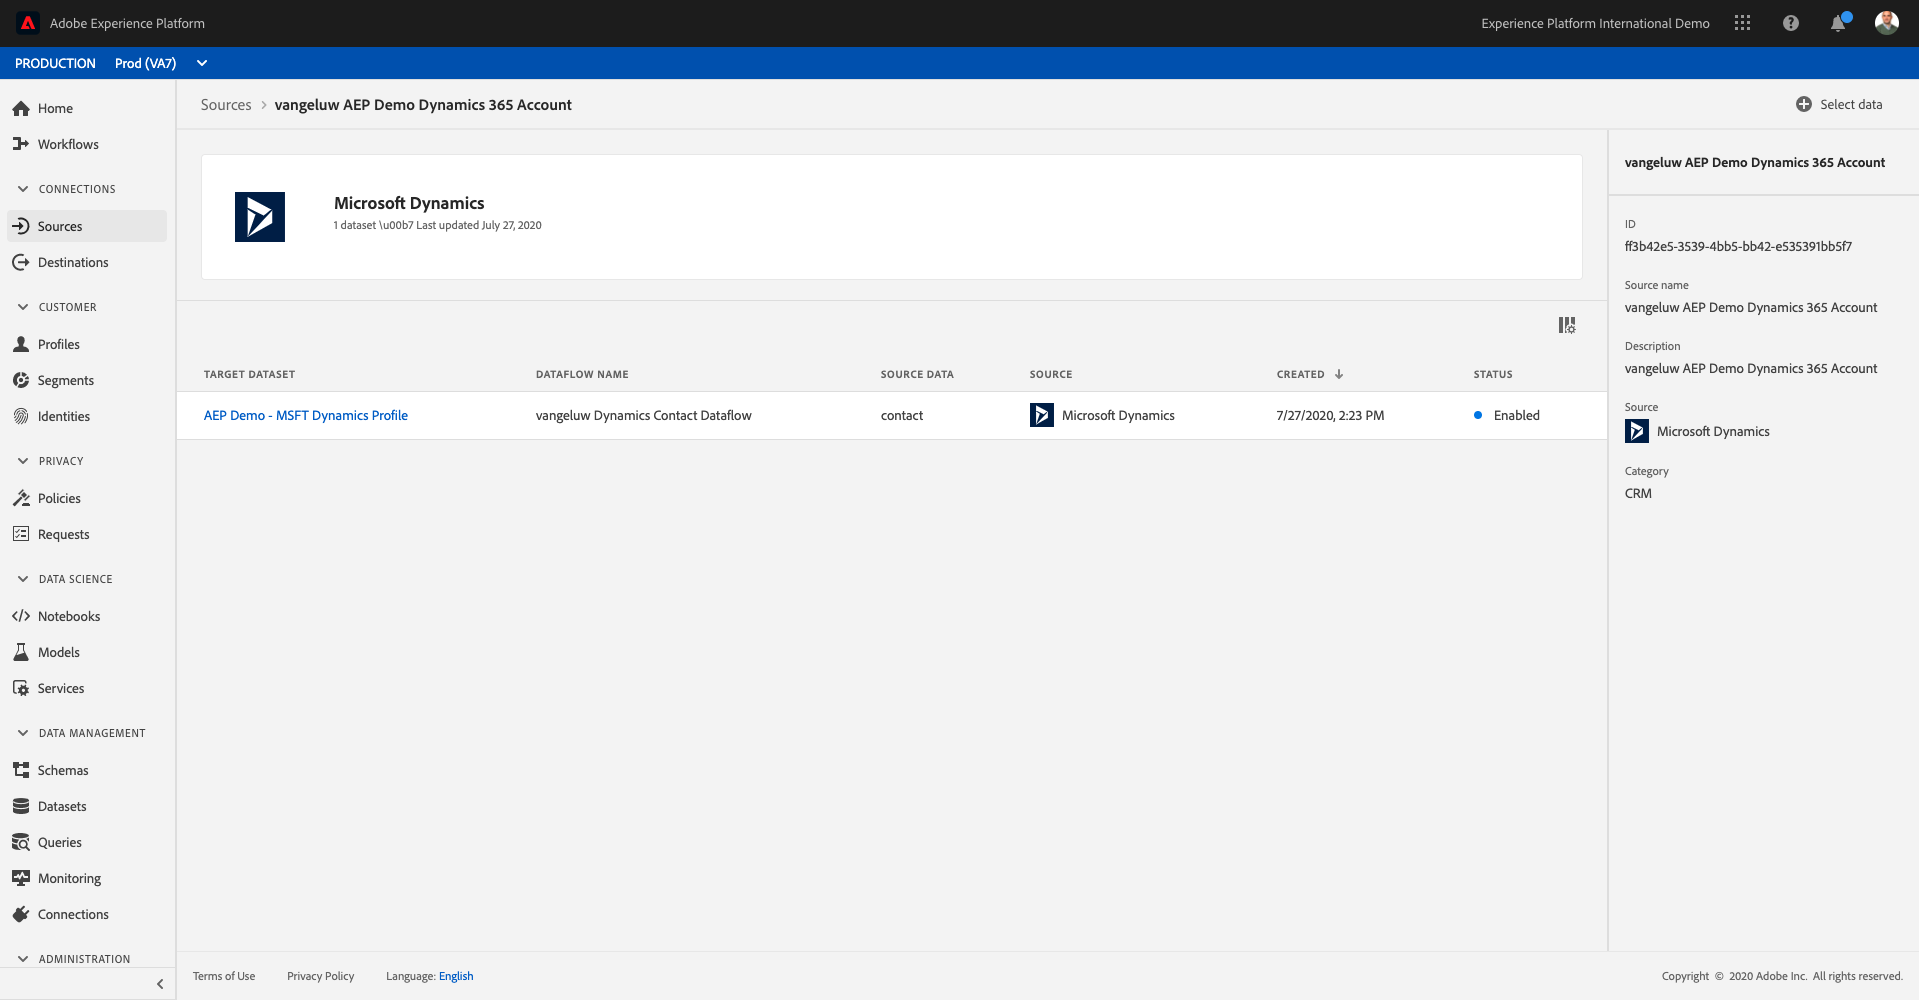 Adobe Experience Platform
Experience Platform International Demo
PRODUCTION Prod (VA7)
Home
Workflows
CONNECTIONS
Sources
Destinations
CUSTOMER
Profiles
Segments
Identities
PRIVACY
Policies
Requests
DATA SCIENCE
Notebooks
Models
Services
DATA MANAGEMENT
Schemas
Datasets
Queries
Monitoring
Connections
ADMINISTRATION
Sources > vangeluw AEP Demo Dynamics 365 Account
Select data
Microsoft Dynamics
1 dataset \u00b7 Last updated July 27, 2020
TARGET DATASET DATAFLOW NAME SOURCE DATA SOURCE CREATED STATUS
AEP Demo - MSFT Dynamics Profile vangeluw Dynamics Contact Dataflow contact Microsoft Dynamics 7/27/2020, 2:23 PM Enabled
vangeluw AEP Demo Dynamics 365 Account
ID
ff3b42e5-3539-4bb5-bb42-e535391bb5f7
Source name
vangeluw AEP Demo Dynamics 365 Account
Description
vangeluw AEP Demo Dynamics 365 Account
Source
Microsoft Dynamics
Category
CRM
Terms of Use Privacy Policy Language: English
Copyright © 2020 Adobe Inc. All rights reserved.